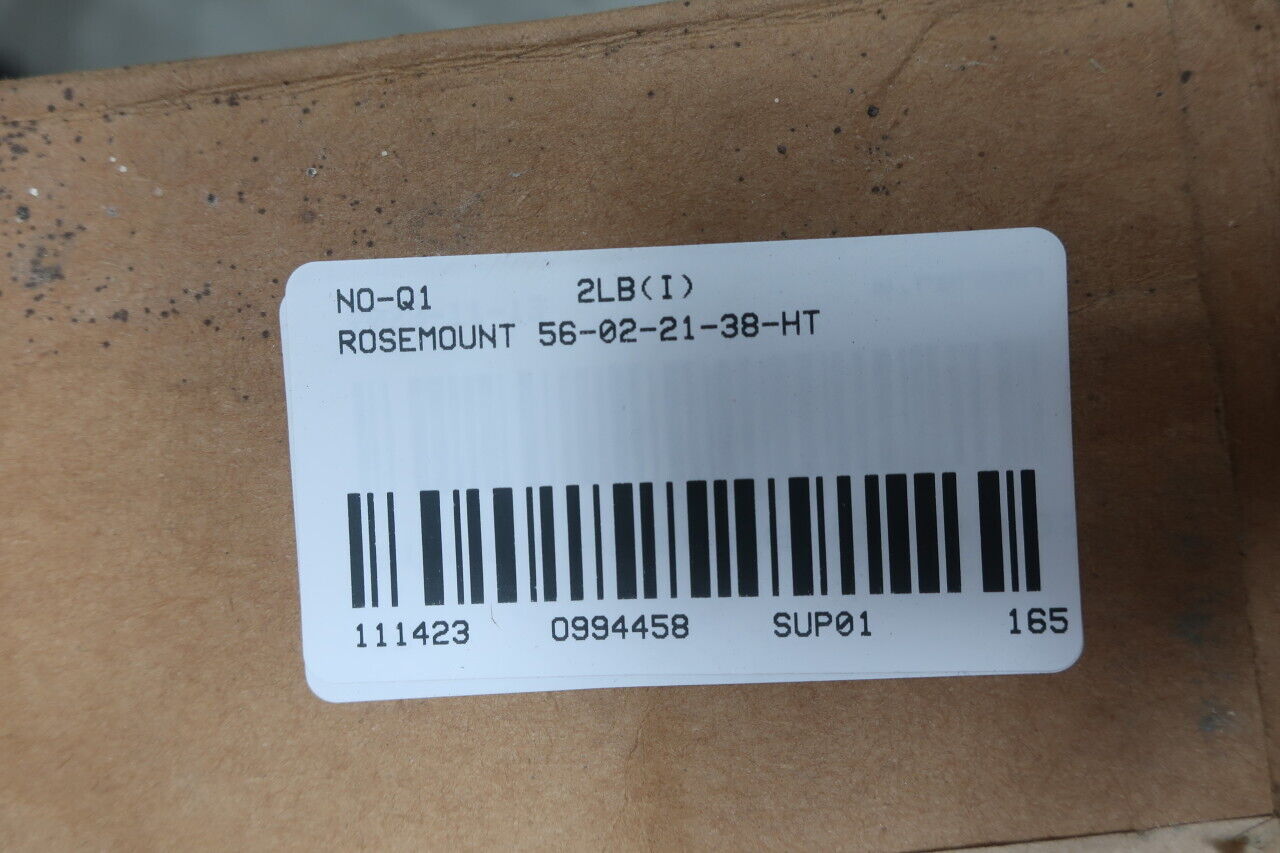 NO-Q1 2LB(I)
ROSEMOUNT 56-02-21-38-HT
111423 0994458 SUP01 165